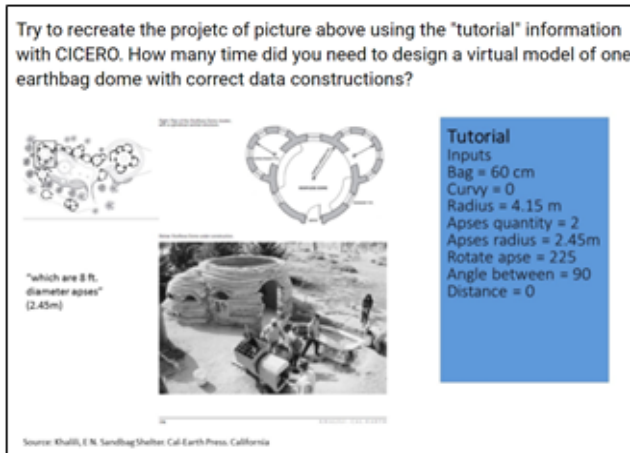 Try to recreate the projetc of picture above using the "tutorial" information
with CICERO. How many time did you need to design a virtual model of one
earthbag dome with correct data constructions?
Tutorial
Inputs
Bag = 60 cm
Curvy = 0
Radius = 4.15 m
Apses quantity = 2
Apses radius = 2.45m
Rotate apse = 225
Angle between = 90
Distance = 0
"which are 8 ft.
diameter apses"
(2.45m)
Source: Khalili, E N. Sandbag Shelter. Cal-Earth Press. California